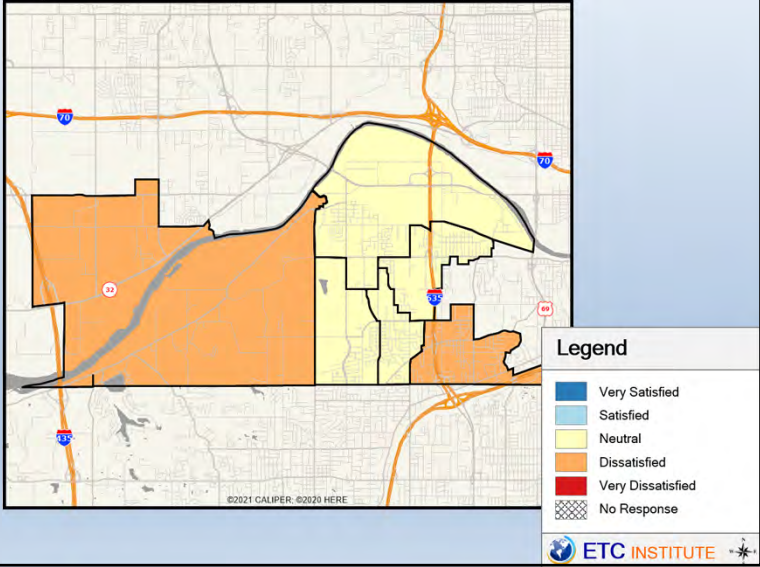 70
70
32
635
69
Legend
Very Satisfied
Satisfied
Neutral
Dissatisfied
Very Dissatisfied
No Response
435
©2021 CALIPER; ©2020 HERE
ETC INSTITUTE